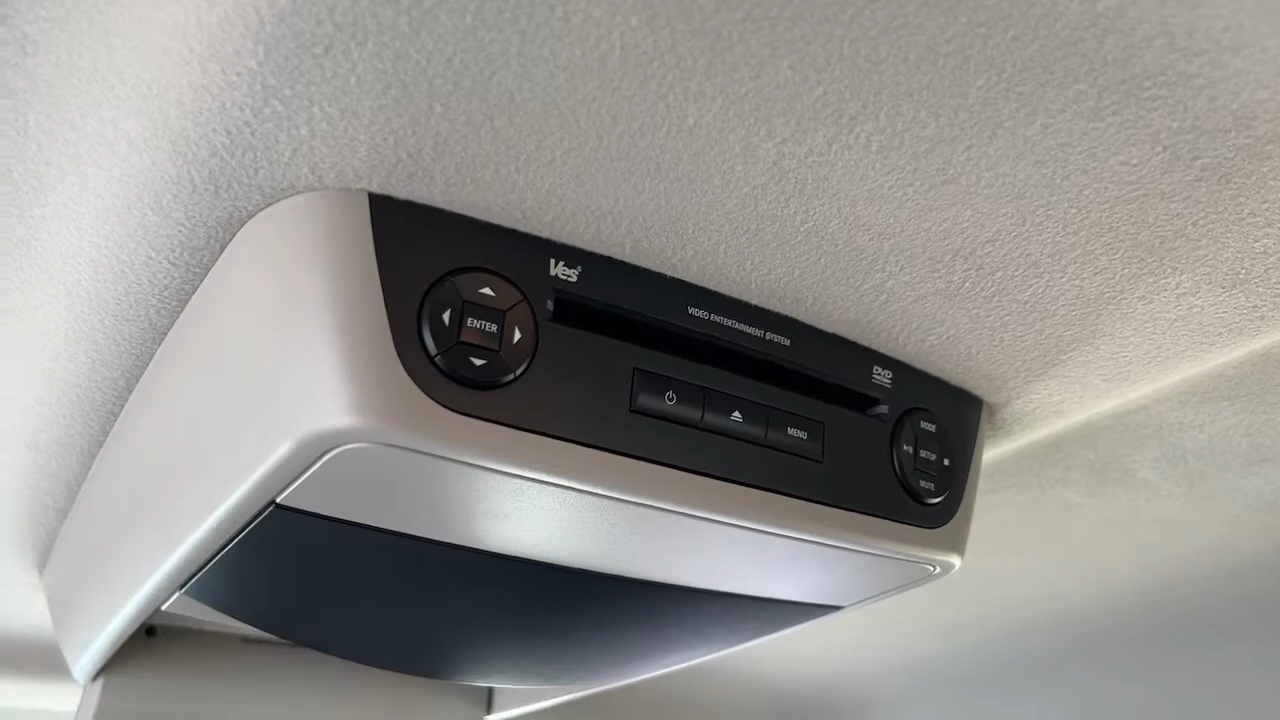 Ves
VIDEO ENTERTAINMENT SYSTEM
DVD
ENTER
MENU
MODE
SETUP
MUTE